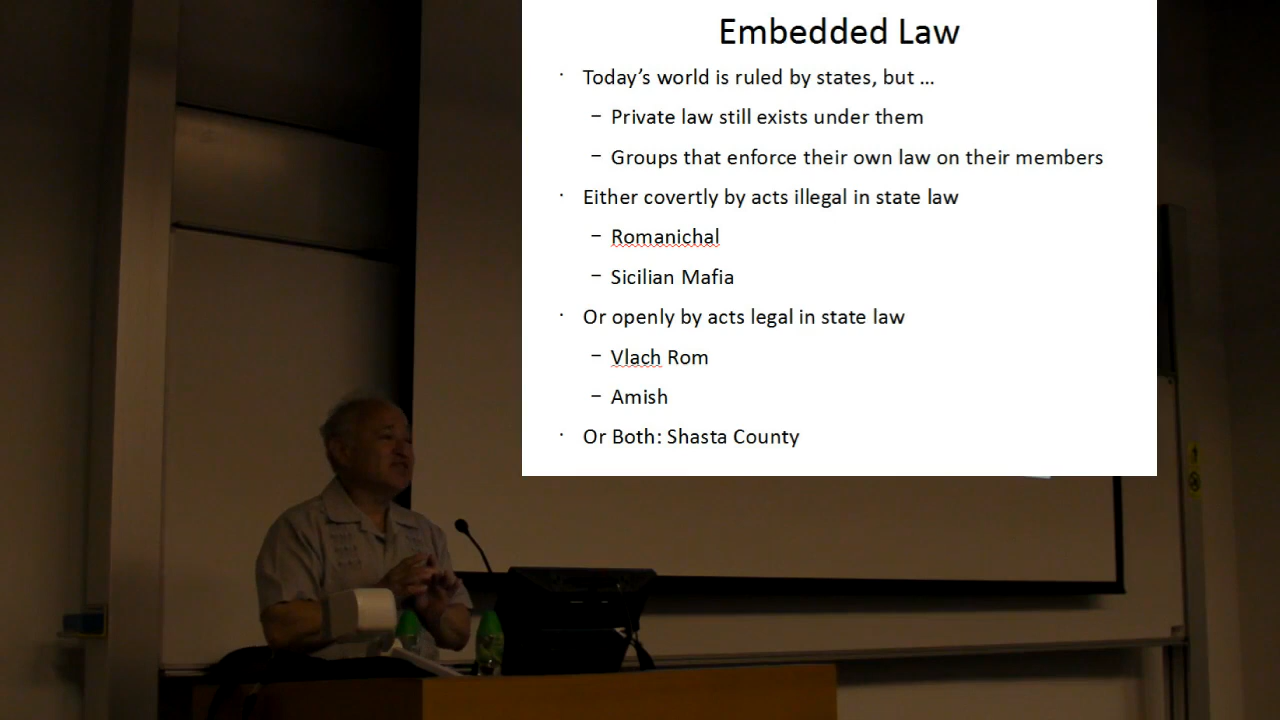 Embedded Law
· Today's world is ruled by states, but ...
– Private law still exists under them
– Groups that enforce their own law on their members
· Either covertly by acts illegal in state law
– Romanichal
– Sicilian Mafia
· Or openly by acts legal in state law
– Vlach Rom
– Amish
· Or Both: Shasta County